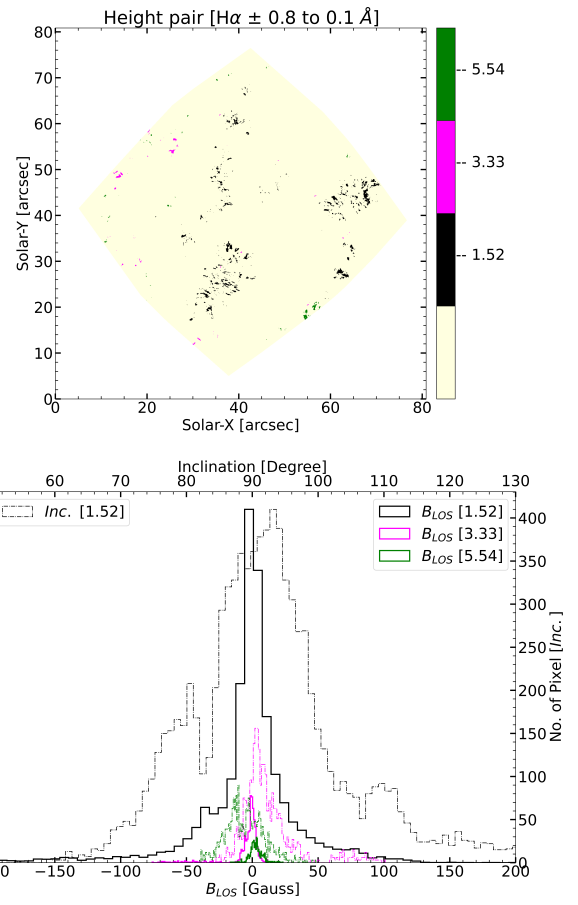 Height pair [Hα ± 0.8 to 0.1 Å]
80
70
60
50
40
30
20
10
0
Solar-Y [arcsec]
0 20 40 60 80
Solar-X [arcsec]
-- 5.54
-- 3.33
-- 1.52
Inclination [Degree]
60 70 80 90 100 110 120 130
Inc. [1.52]
B_LOS [1.52]
B_LOS [3.33]
B_LOS [5.54]
400
350
300
250
200
150
100
50
0
No. of Pixel [Inc.]
0 −150 −100 −50 0 50 100 150 200
B_LOS [Gauss]